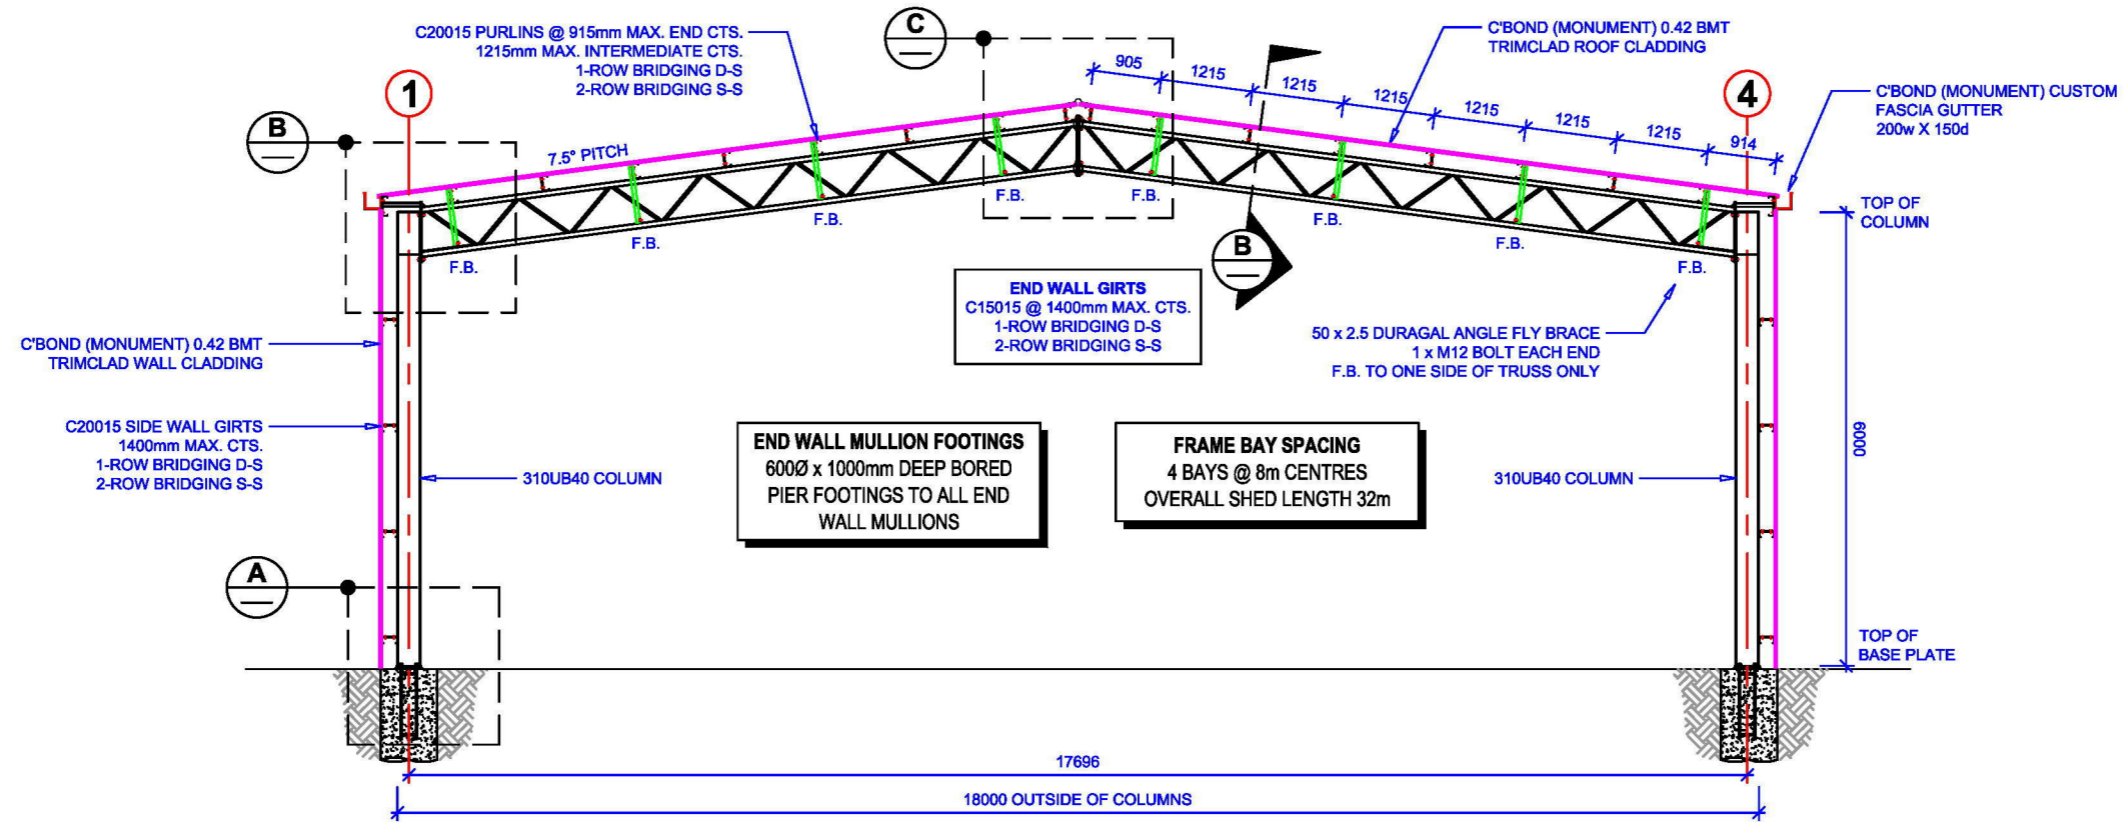 C20015 PURLINS @ 915mm MAX. END CTS.
1215mm MAX. INTERMEDIATE CTS.
1-ROW BRIDGING D-S
2-ROW BRIDGING S-S
C
C'BOND (MONUMENT) 0.42 BMT
TRIMCLAD ROOF CLADDING
905
1215
1215
1215
1215
1215
914
1
4
C'BOND (MONUMENT) CUSTOM
FASCIA GUTTER
200w X 150d
B
7.5° PITCH
TOP OF
COLUMN
F.B.
F.B.
F.B.
F.B.
F.B.
F.B.
F.B.
F.B.
B
END WALL GIRTS
C15015 @ 1400mm MAX. CTS.
1-ROW BRIDGING D-S
2-ROW BRIDGING S-S
50 x 2.5 DURAGAL ANGLE FLY BRACE
1 x M12 BOLT EACH END
F.B. TO ONE SIDE OF TRUSS ONLY
C'BOND (MONUMENT) 0.42 BMT
TRIMCLAD WALL CLADDING
C20015 SIDE WALL GIRTS
1400mm MAX. CTS.
1-ROW BRIDGING D-S
2-ROW BRIDGING S-S
310UB40 COLUMN
END WALL MULLION FOOTINGS
600Ø x 1000mm DEEP BORED
PIER FOOTINGS TO ALL END
WALL MULLIONS
FRAME BAY SPACING
4 BAYS @ 8m CENTRES
OVERALL SHED LENGTH 32m
310UB40 COLUMN
6000
A
TOP OF
BASE PLATE
17696
18000 OUTSIDE OF COLUMNS